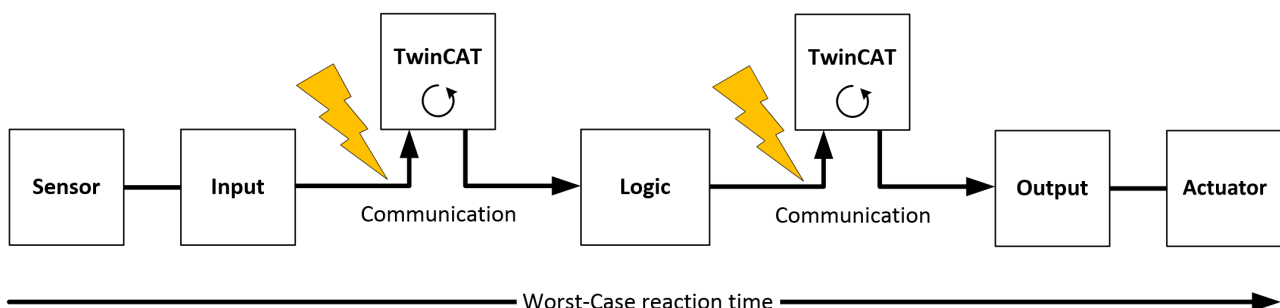 TwinCAT
TwinCAT
Sensor
Input
Logic
Output
Actuator
Communication
Communication
Worst-Case reaction time